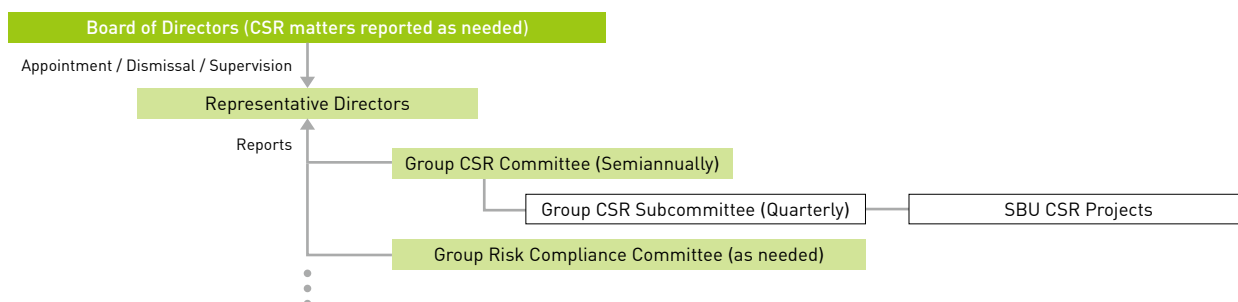 Board of Directors (CSR matters reported as needed)
Appointment / Dismissal / Supervision
Representative Directors
Reports
Group CSR Committee (Semiannually)
Group CSR Subcommittee (Quarterly)
SBU CSR Projects
Group Risk Compliance Committee (as needed)